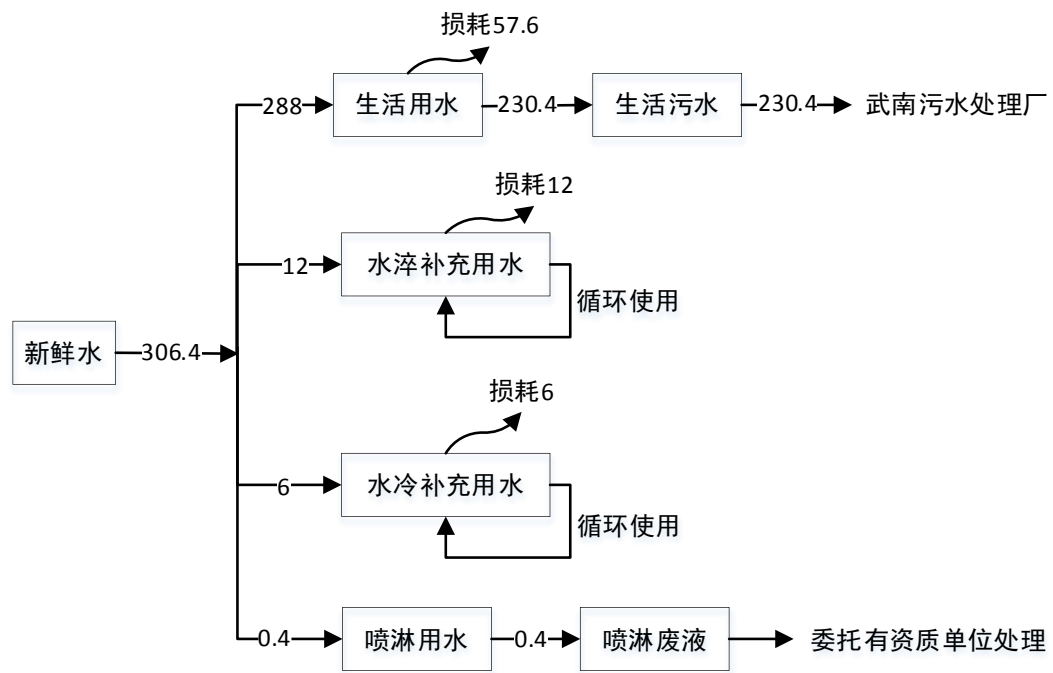 损耗57.6
288
生活用水
230.4
生活污水
230.4
武南污水处理厂
损耗12
12
水淬补充用水
循环使用
新鲜水
306.4
损耗6
6
水冷补充用水
循环使用
0.4
喷淋用水
0.4
喷淋废液
委托有资质单位处理